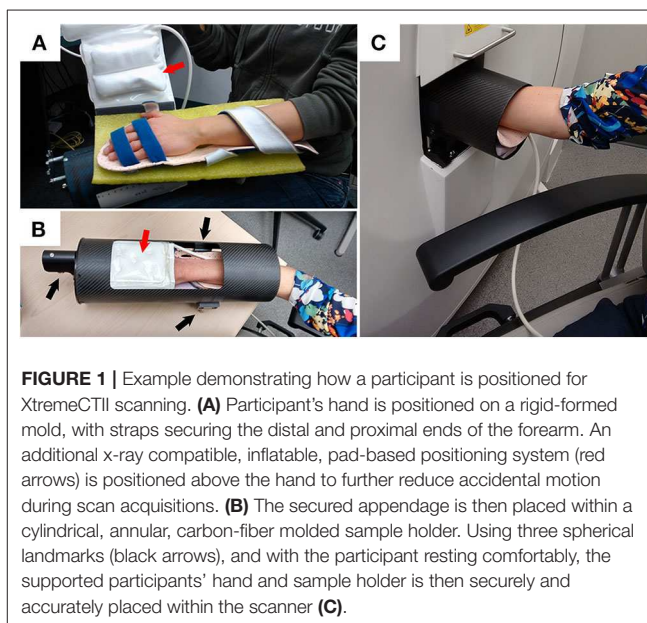 A
C
B
FIGURE 1 | Example demonstrating how a participant is positioned for
XtremeCTII scanning. (A) Participant's hand is positioned on a rigid-formed
mold, with straps securing the distal and proximal ends of the forearm. An
additional x-ray compatible, inflatable, pad-based positioning system (red
arrows) is positioned above the hand to further reduce accidental motion
during scan acquisitions. (B) The secured appendage is then placed within a
cylindrical, annular, carbon-fiber molded sample holder. Using three spherical
landmarks (black arrows), and with the participant resting comfortably, the
supported participants' hand and sample holder is then securely and
accurately placed within the scanner (C).